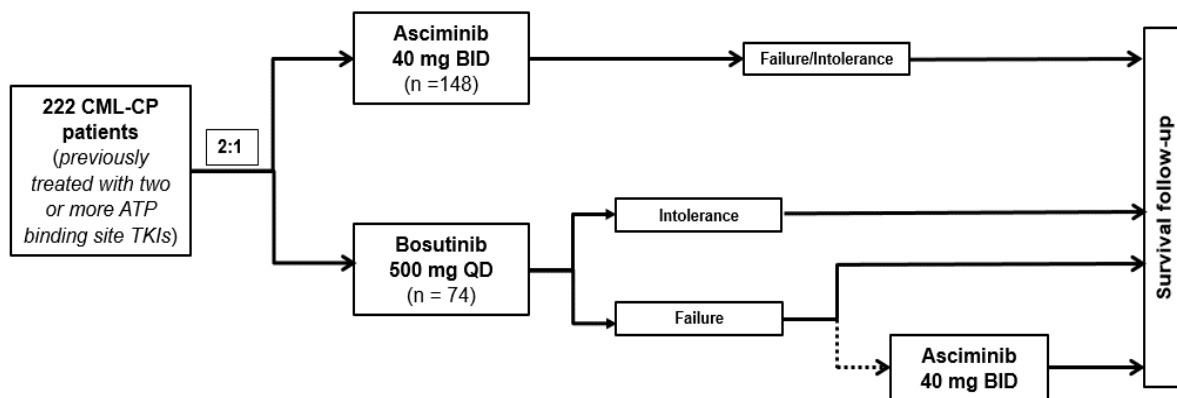 222 CML-CP
patients
(previously
treated with two
or more ATP
binding site TKIs)
2:1
Asciminib
40 mg BID
(n =148)
Failure/Intolerance
Bosutinib
500 mg QD
(n = 74)
Intolerance
Failure
Asciminib
40 mg BID
Survival follow-up